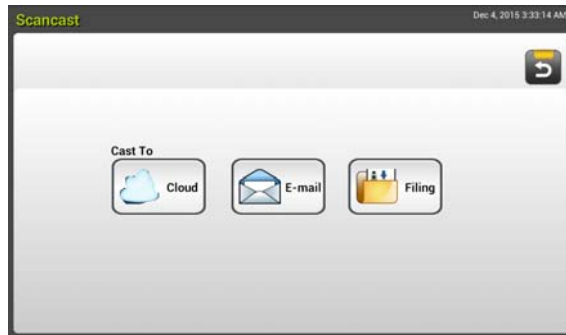 Scancast
Dec 4, 2015 3:33:14 AM
Cast To
Cloud
E-mail
Filing